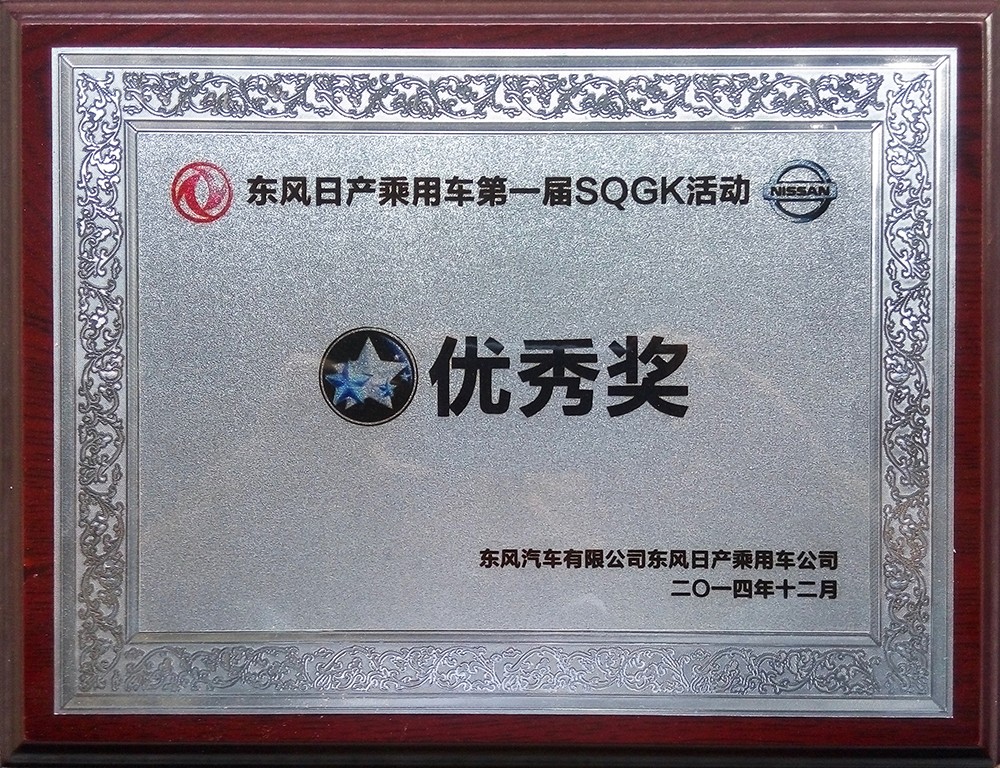 东风日产乘用车第一届SQGK活动
NISSAN
优秀奖
东风汽车有限公司东风日产乘用车公司
二〇一四年十二月